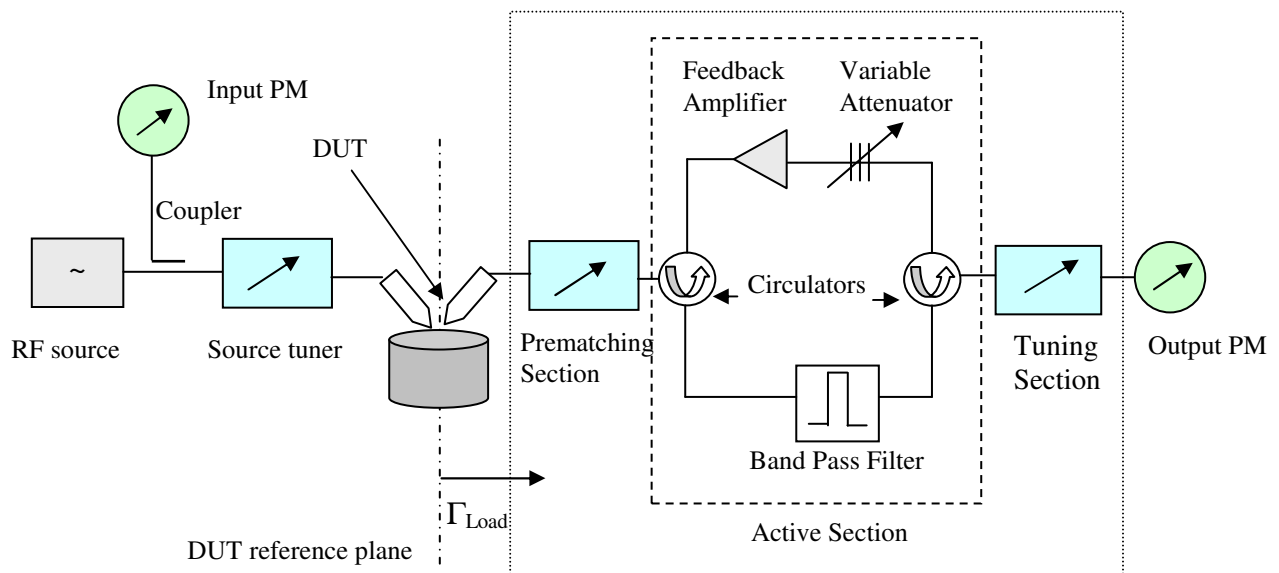 Input PM
Feedback
Amplifier
Variable
Attenuator
DUT
Coupler
~
Circulators
RF source
Source tuner
Prematching
Section
Tuning
Section
Output PM
Band Pass Filter
ΓLoad
Active Section
DUT reference plane